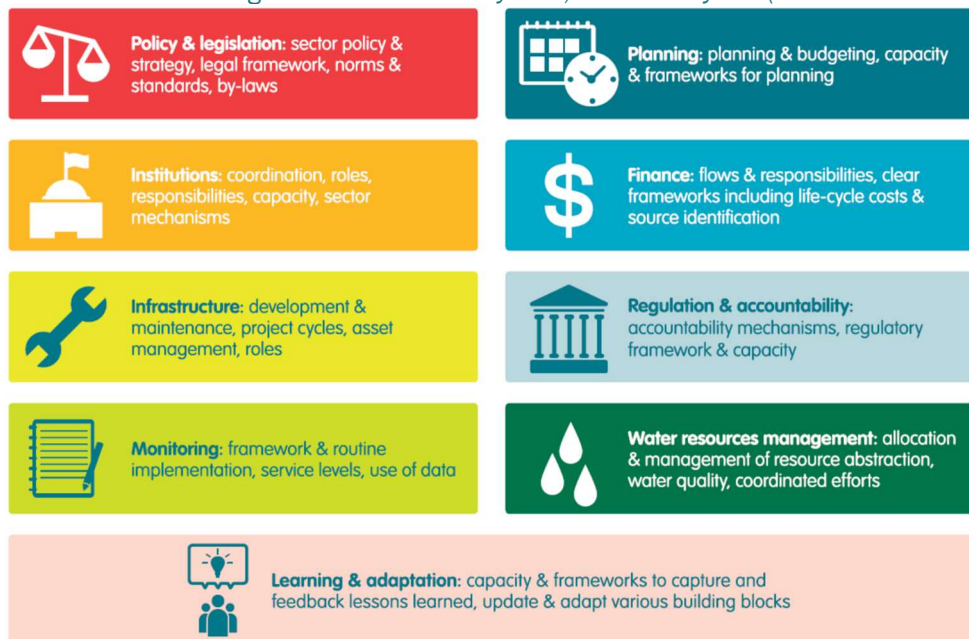 Policy & legislation: sector policy &
strategy, legal framework, norms &
standards, by-laws
Planning: planning & budgeting, capacity
& frameworks for planning
Institutions: coordination, roles,
responsibilities, capacity, sector
mechanisms
Finance: flows & responsibilities, clear
frameworks including life-cycle costs &
source identification
Infrastructure: development &
maintenance, project cycles, asset
management, roles
Regulation & accountability:
accountability mechanisms, regulatory
framework & capacity
Monitoring: framework & routine
implementation, service levels, use of data
Water resources management: allocation
& management of resource abstraction,
water quality, coordinated efforts
Learning & adaptation: capacity & frameworks to capture and
feedback lessons learned, update & adapt various building blocks